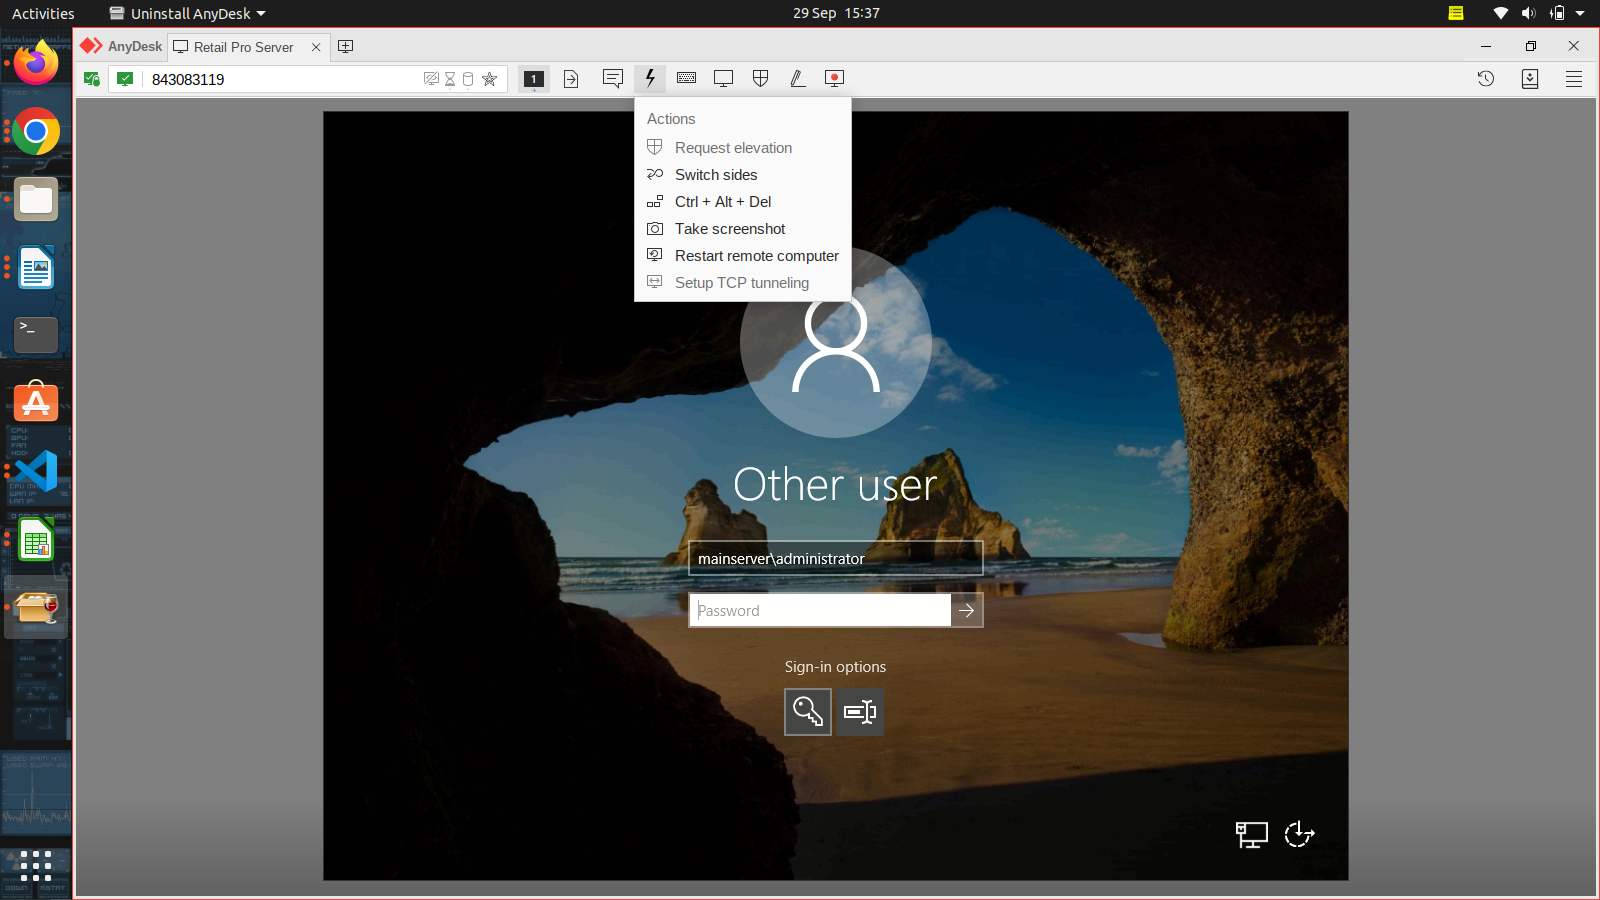 Activities
Uninstall AnyDesk
29 Sep 15:37
AnyDesk
Retail Pro Server
843083119
1
Actions
Request elevation
Switch sides
Ctrl + Alt + Del
Take screenshot
Restart remote computer
Setup TCP tunneling
Other user
mainserver\administrator
Password
Sign-in options